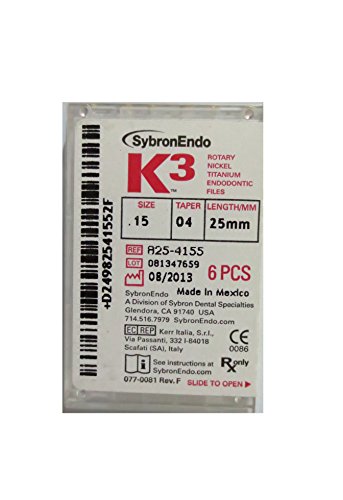 SybronEndo
K3™
ROTARY
NICKEL
TITANIUM
ENDODONTIC
FILES
SIZE TAPER LENGTH/MM
.15 04 25mm
REF 825-4155
LOT 081347659
08/2013 6 PCS
SybronEndo Made in Mexico
A Division of Sybron Dental Specialties
Glendora, CA 91740 USA
714.516.7979 SybronEndo.com
EC REP Kerr Italia, S.r.l.,
Via Passanti, 332 I-84018
Scafati (SA), Italy
CE
0086
i See instructions at
SybronEndo.com
Rx only
077-0081 Rev. F SLIDE TO OPEN
+D24982541552F